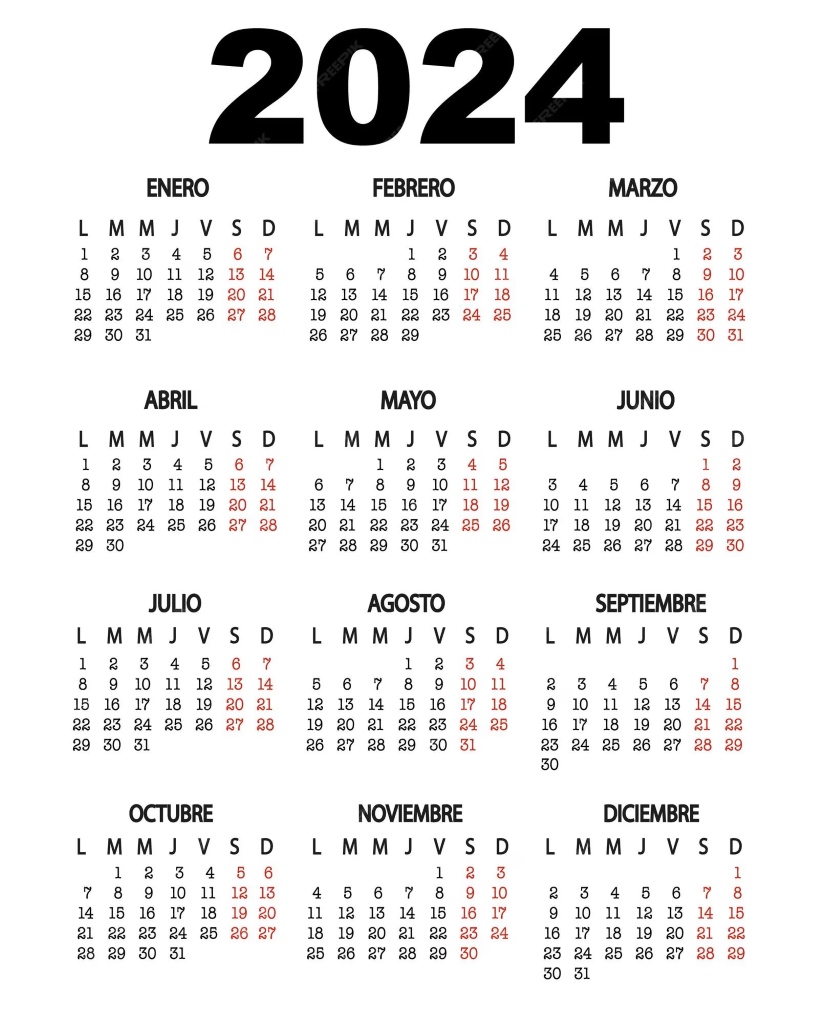 2024
ENERO FEBRERO MARZO
L M M J V S D L M M J V S D L M M J V S D
1 2 3 4 5 6 7 1 2 3 4 1 2 3
8 9 10 11 12 13 14 5 6 7 8 9 10 11 4 5 6 7 8 9 10
15 16 17 18 19 20 21 12 13 14 15 16 17 18 11 12 13 14 15 16 17
22 23 24 25 26 27 28 19 20 21 22 23 24 25 18 19 20 21 22 23 24
29 30 31 26 27 28 29 25 26 27 28 29 30 31
ABRIL MAYO JUNIO
L M M J V S D L M M J V S D L M M J V S D
1 2 3 4 5 6 7 1 2 3 4 5 1 2
8 9 10 11 12 13 14 6 7 8 9 10 11 12 3 4 5 6 7 8 9
15 16 17 18 19 20 21 13 14 15 16 17 18 19 10 11 12 13 14 15 16
22 23 24 25 26 27 28 20 21 22 23 24 25 26 17 18 19 20 21 22 23
29 30 27 28 29 30 31 24 25 26 27 28 29 30
JULIO AGOSTO SEPTIEMBRE
L M M J V S D L M M J V S D L M M J V S D
1 2 3 4 5 6 7 1 2 3 4 1
8 9 10 11 12 13 14 5 6 7 8 9 10 11 2 3 4 5 6 7 8
15 16 17 18 19 20 21 12 13 14 15 16 17 18 9 10 11 12 13 14 15
22 23 24 25 26 27 28 19 20 21 22 23 24 25 16 17 18 19 20 21 22
29 30 31 26 27 28 29 30 31 23 24 25 26 27 28 29
30
OCTUBRE NOVIEMBRE DICIEMBRE
L M M J V S D L M M J V S D L M M J V S D
1 2 3 4 5 6 1 2 3 1
7 8 9 10 11 12 13 4 5 6 7 8 9 10 2 3 4 5 6 7 8
14 15 16 17 18 19 20 11 12 13 14 15 16 17 9 10 11 12 13 14 15
21 22 23 24 25 26 27 18 19 20 21 22 23 24 16 17 18 19 20 21 22
28 29 30 31 25 26 27 28 29 30 23 24 25 26 27 28 29
30 31